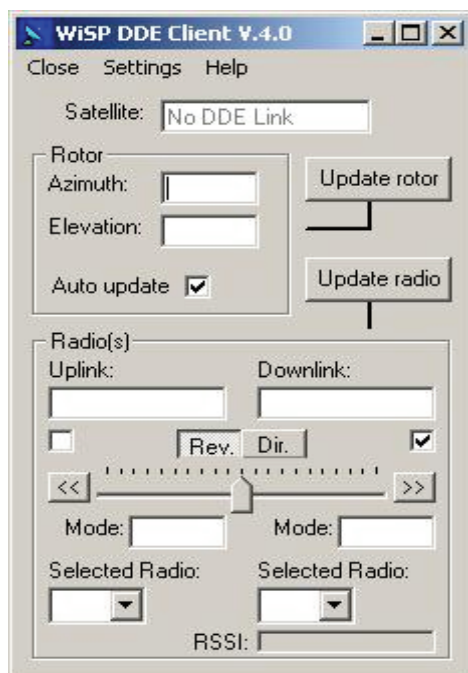 WiSP DDE Client V.4.0
Close Settings Help
Satellite: No DDE Link
Rotor
Azimuth:
Update rotor
Elevation:
Auto update
Update radio
Radio(s)
Uplink: Downlink:
Rev. Dir.
<< >>
Mode: Mode:
Selected Radio: Selected Radio:
RSSI: